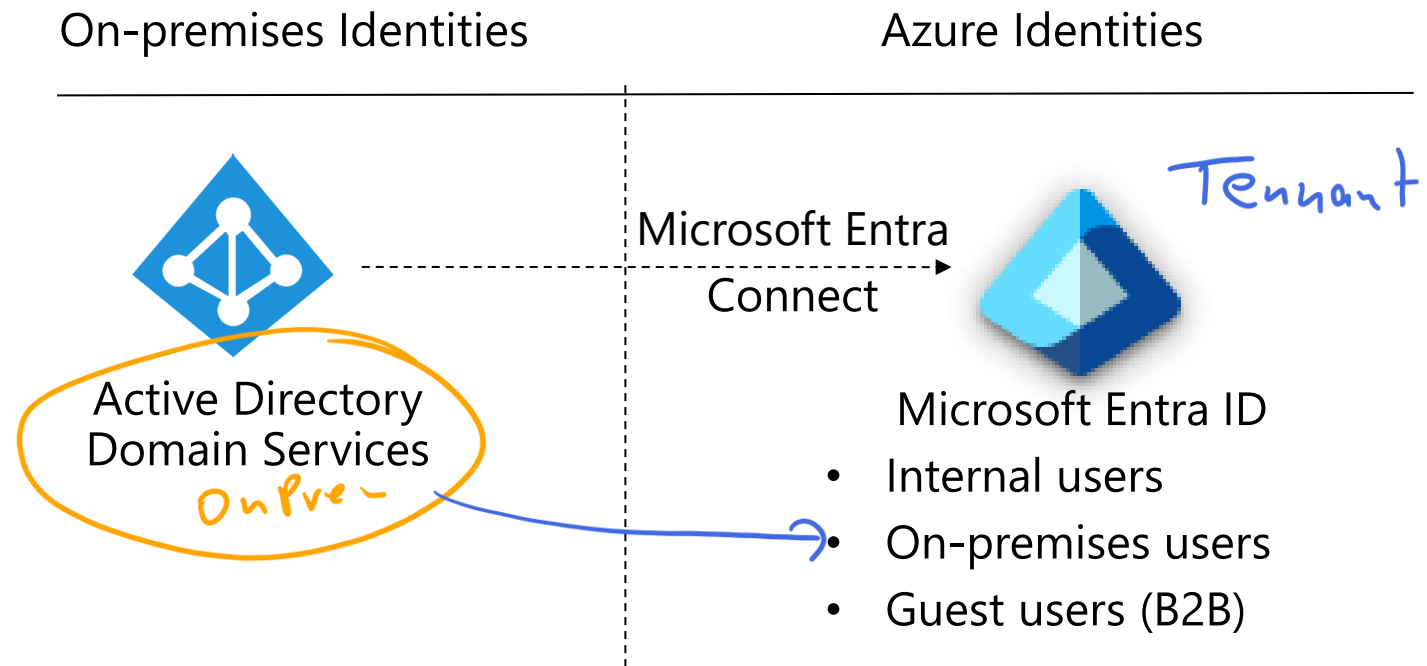 On-premises Identities
Azure Identities
Tennant
Microsoft Entra
Connect
Active Directory
Domain Services
OnPre
Microsoft Entra ID
• Internal users
• On-premises users
• Guest users (B2B)